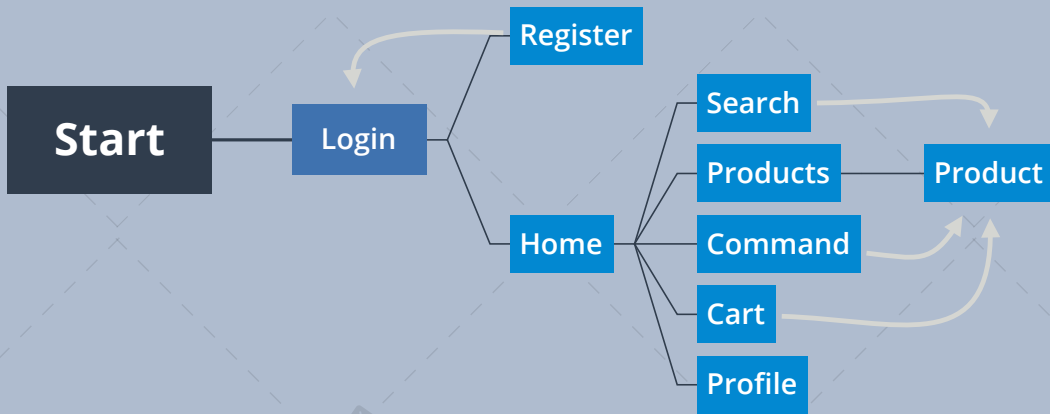 Start
Login
Register
Home
Search
Products
Command
Cart
Profile
Product